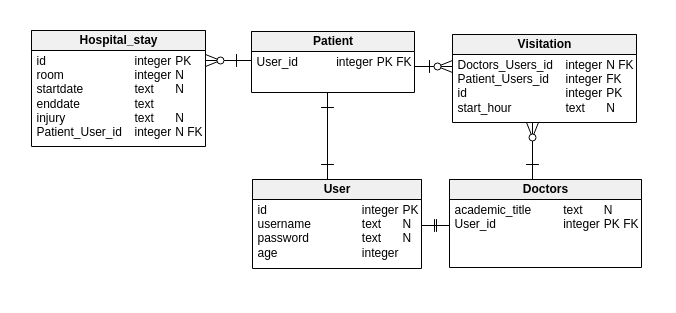 Hospital_stay
id integer PK
room integer N
startdate text N
enddate text
injury text N
Patient_User_id integer N FK
Patient
User_id integer PK FK
Visitation
Doctors_Users_id integer N FK
Patient_Users_id integer FK
id integer PK
start_hour text N
User
id integer PK
username text N
password text N
age integer
Doctors
academic_title text N
User_id integer PK FK